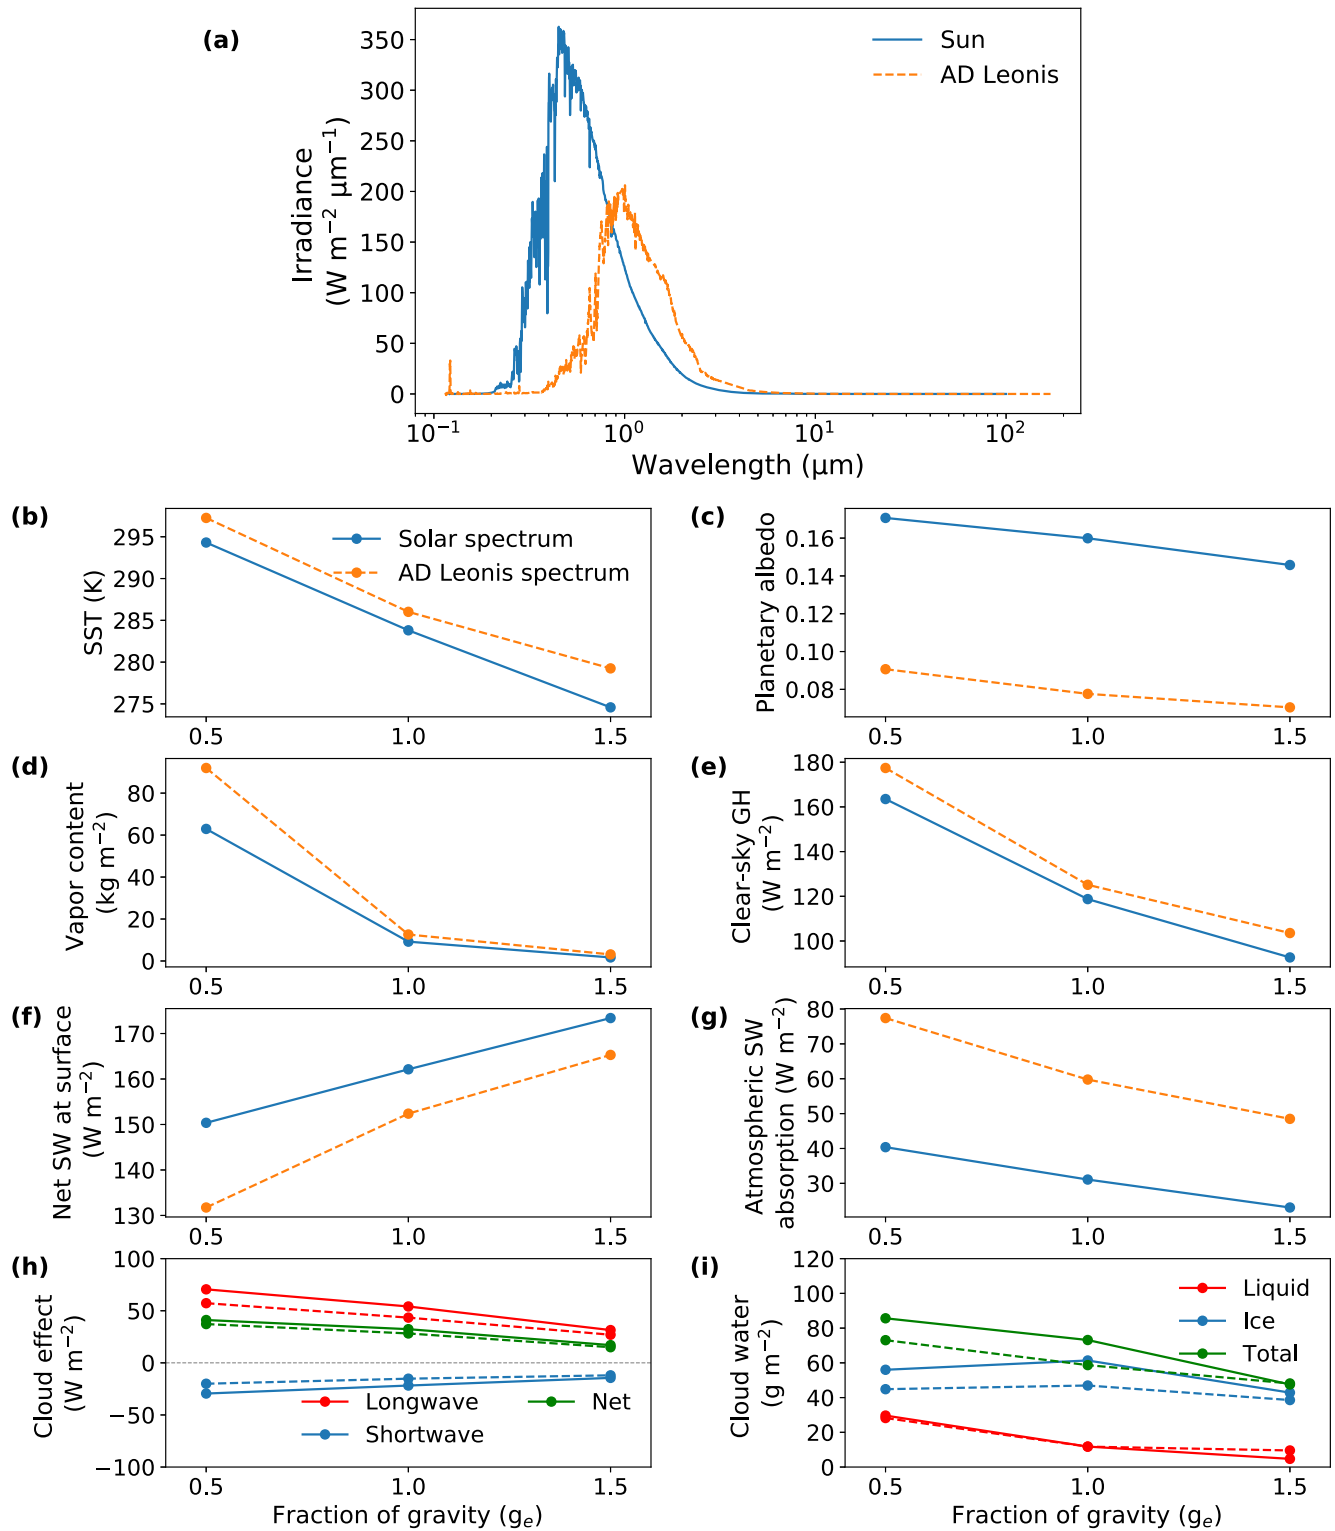 (a)
Irradiance
(W m⁻² µm⁻¹)
350
300
250
200
150
100
50
0
Sun
AD Leonis
10⁻¹
10⁰
10¹
10²
Wavelength (µm)
(b)
SST (K)
295
290
285
280
275
Solar spectrum
AD Leonis spectrum
0.5
1.0
1.5
(c)
Planetary albedo
0.16
0.14
0.12
0.10
0.08
0.5
1.0
1.5
(d)
Vapor content
(kg m⁻²)
80
60
40
20
0
0.5
1.0
1.5
(e)
Clear-sky GH
(W m⁻²)
180
160
140
120
100
0.5
1.0
1.5
(f)
Net SW at surface
(W m⁻²)
170
160
150
140
130
0.5
1.0
1.5
(g)
Atmospheric SW
absorption (W m⁻²)
80
70
60
50
40
30
0.5
1.0
1.5
(h)
Cloud effect
(W m⁻²)
100
50
0
−50
−100
Longwave
Shortwave
Net
0.5
1.0
1.5
Fraction of gravity (gₑ)
(i)
Cloud water
(g m⁻²)
120
100
80
60
40
20
0
Liquid
Ice
Total
0.5
1.0
1.5
Fraction of gravity (gₑ)